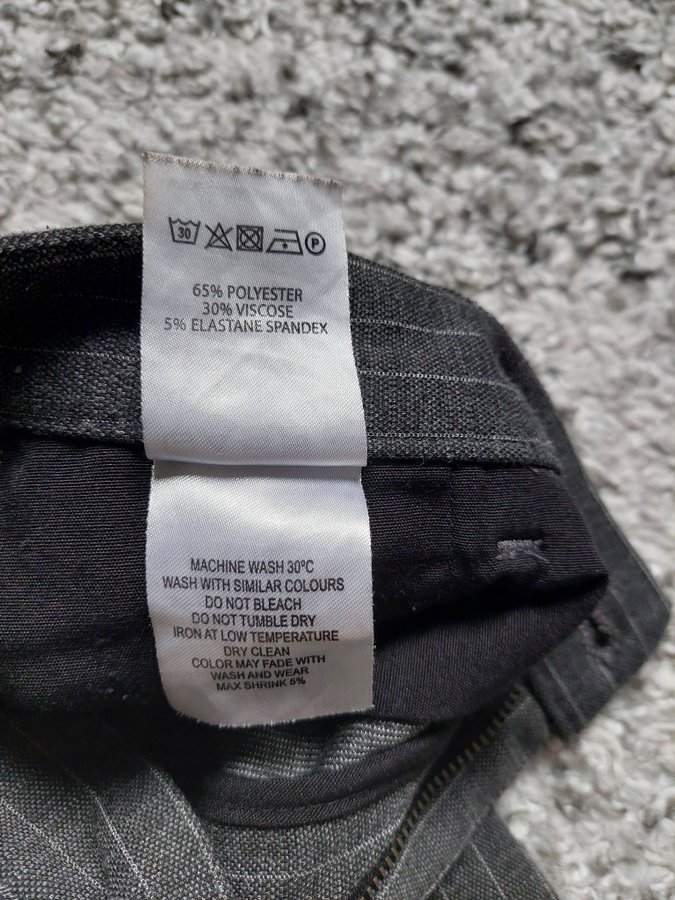 30 P
65% POLYESTER
30% VISCOSE
5% ELASTANE SPANDEX
MACHINE WASH 30ºC
WASH WITH SIMILAR COLOURS
DO NOT BLEACH
DO NOT TUMBLE DRY
IRON AT LOW TEMPERATURE
DRY CLEAN
COLOR MAY FADE WITH
WASH AND WEAR
MAX SHRINK 5%